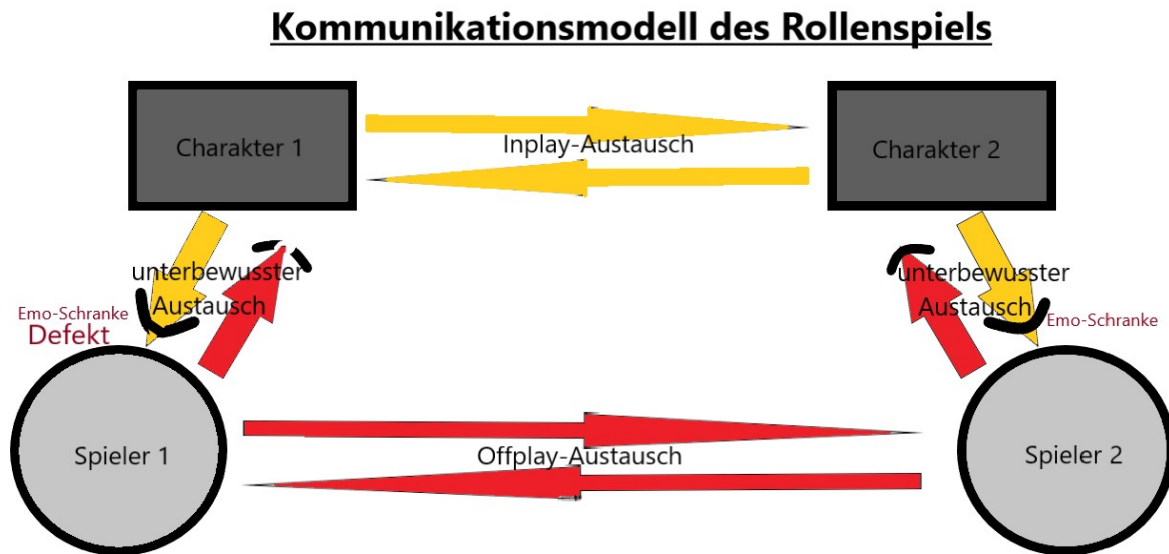 Kommunikationsmodell des Rollenspiels
Charakter 1
Inplay-Austausch
Charakter 2
unterbewusster
Austausch
unterbewusster
Austausch
Emo-Schranke
Defekt
Emo-Schranke
Spieler 1
Offplay-Austausch
Spieler 2